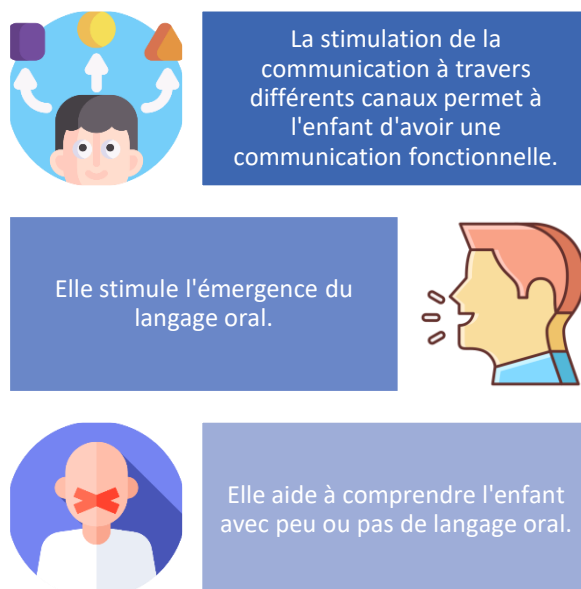 La stimulation de la
communication à travers
différents canaux permet à
l'enfant d'avoir une
communication fonctionnelle.
Elle stimule l'émergence du
langage oral.
Elle aide à comprendre l'enfant
avec peu ou pas de langage oral.